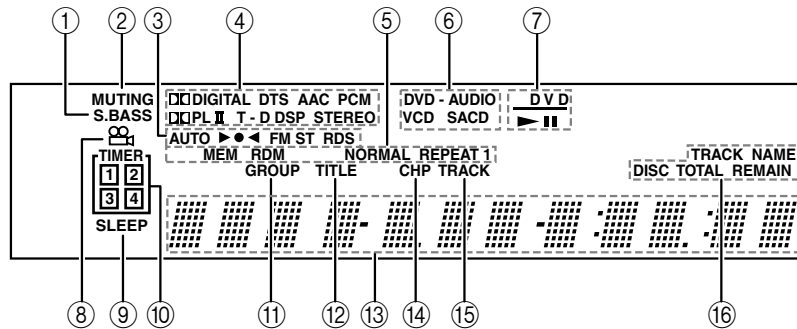 ① ② ③ ④ ⑤ ⑥ ⑦
MUTING
S.BASS
DIGITAL DTS AAC PCM
PL II T-D DSP STEREO
DVD-AUDIO
VCD SACD
DVD
AUTO ►●◄ FM ST RDS
MEM RDM NORMAL REPEAT 1
GROUP TITLE CHP TRACK
TRACK NAME
DISC TOTAL REMAIN
TIMER
1 2
3 4
SLEEP
⑧ ⑨ ⑩ ⑪ ⑫ ⑬ ⑭ ⑮ ⑯